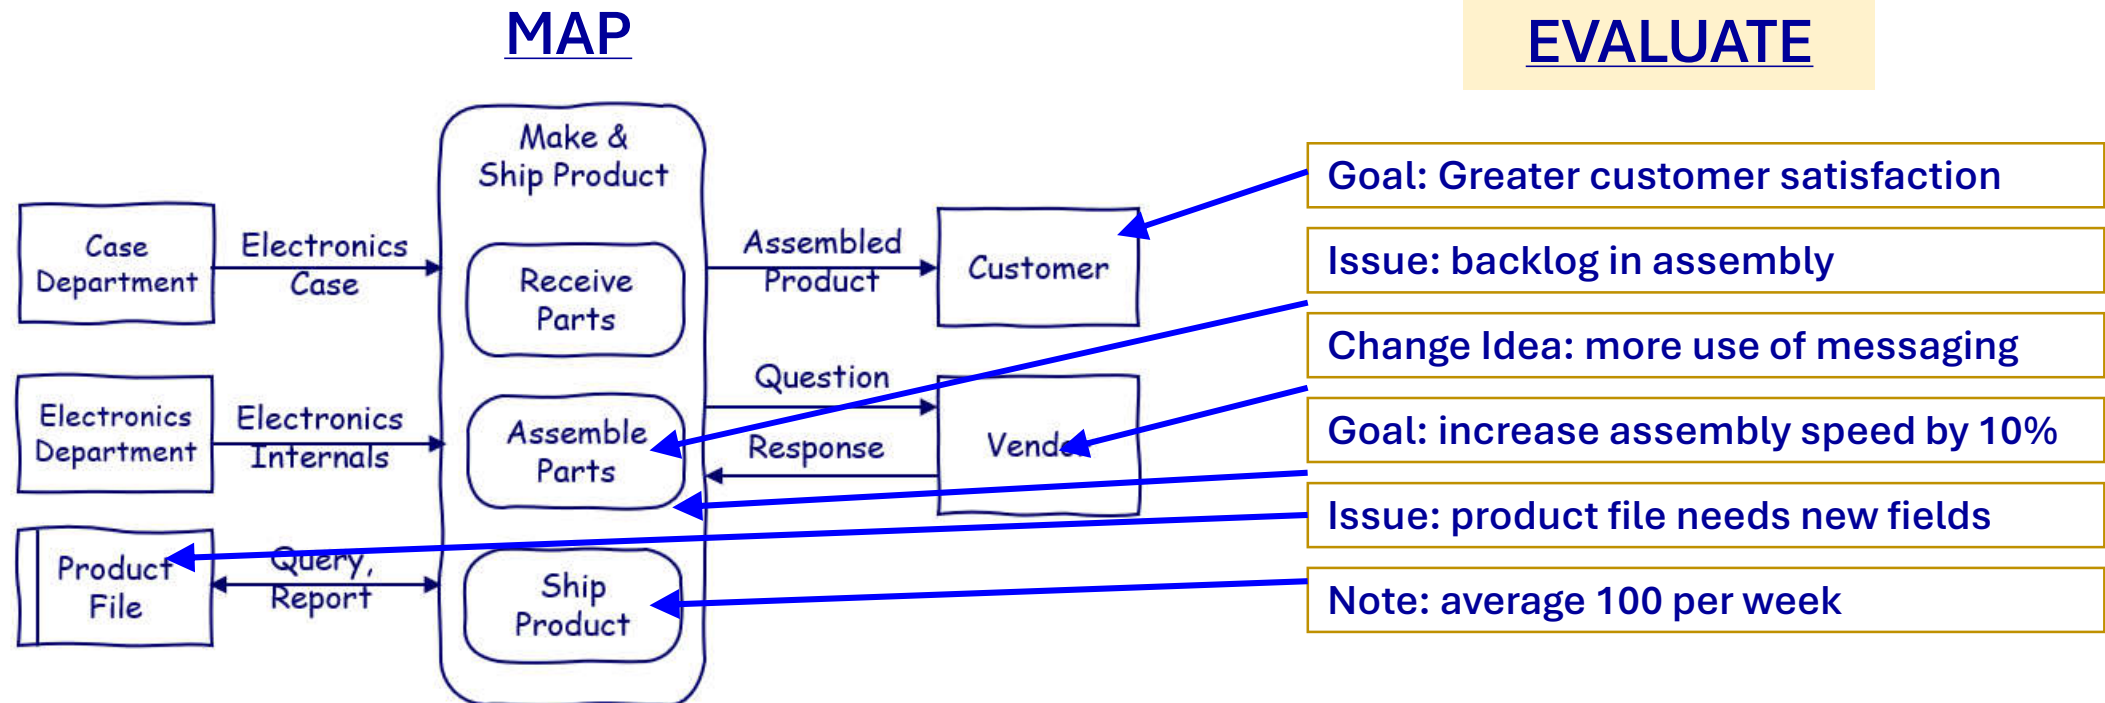 MAP
EVALUATE
Make &
Ship Product
Case
Department
Electronics
Case
Receive
Parts
Assembled
Product
Customer
Electronics
Department
Electronics
Internals
Assemble
Parts
Question
Response
Vendor
Product
File
Query,
Report
Ship
Product
Goal: Greater customer satisfaction
Issue: backlog in assembly
Change Idea: more use of messaging
Goal: increase assembly speed by 10%
Issue: product file needs new fields
Note: average 100 per week